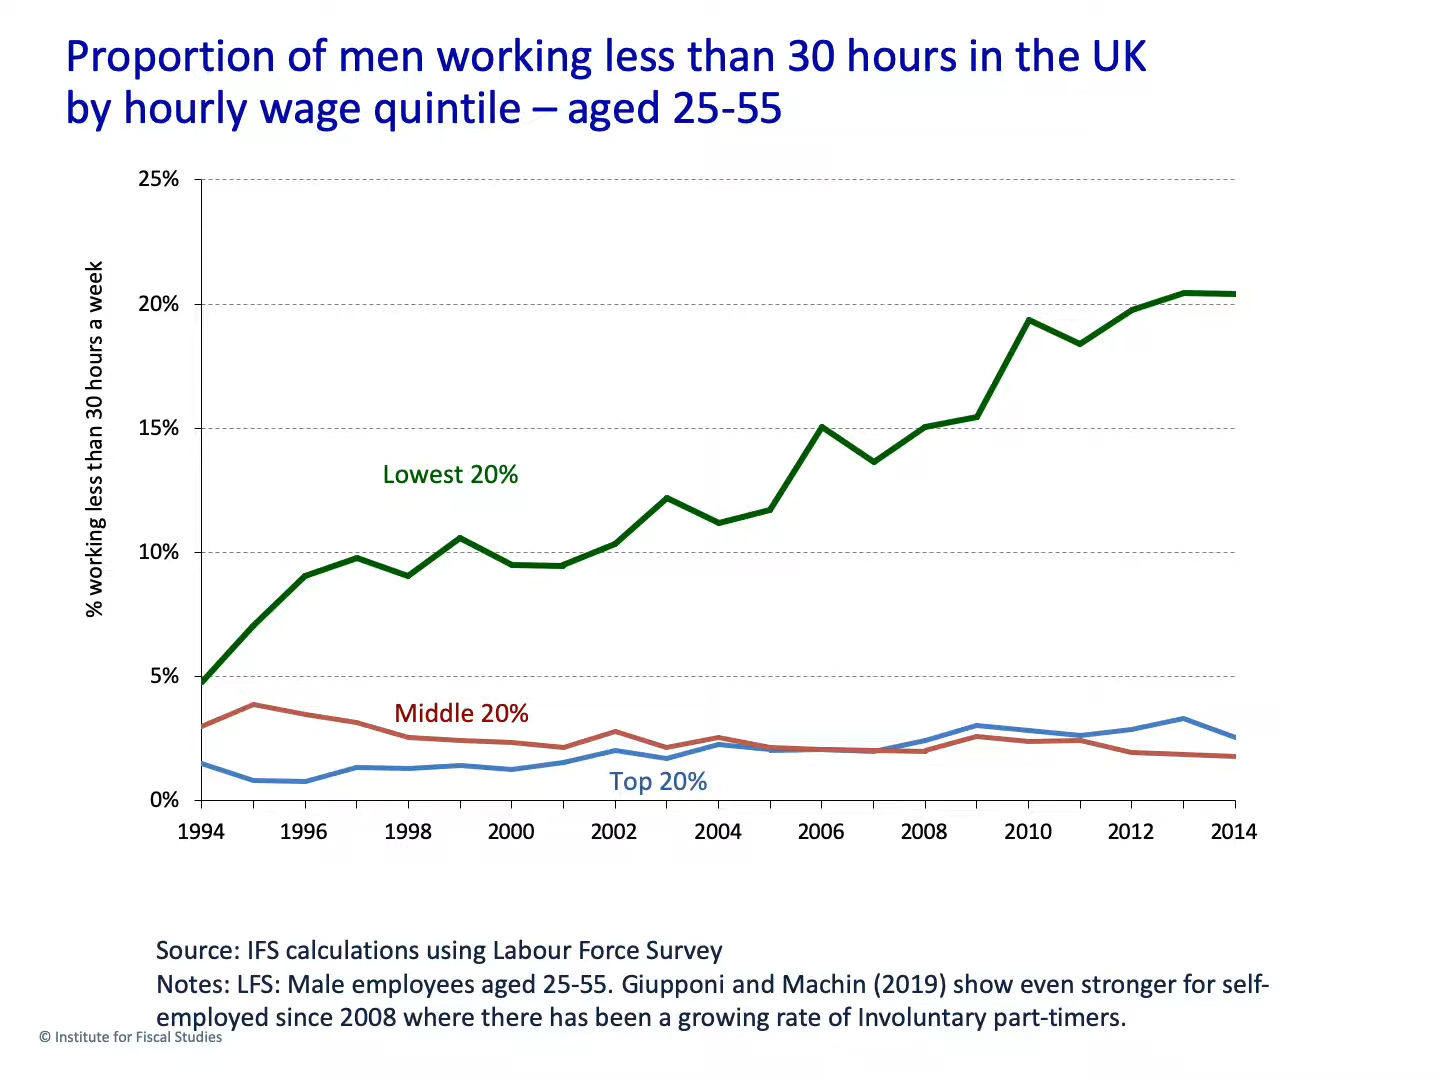 Proportion of men working less than 30 hours in the UK
by hourly wage quintile – aged 25-55
% working less than 30 hours a week
25%
20%
15%
10%
5%
0%
Lowest 20%
Middle 20%
Top 20%
1994 1996 1998 2000 2002 2004 2006 2008 2010 2012 2014
Source: IFS calculations using Labour Force Survey
Notes: LFS: Male employees aged 25-55. Giupponi and Machin (2019) show even stronger for self-
employed since 2008 where there has been a growing rate of Involuntary part-timers.
© Institute for Fiscal Studies